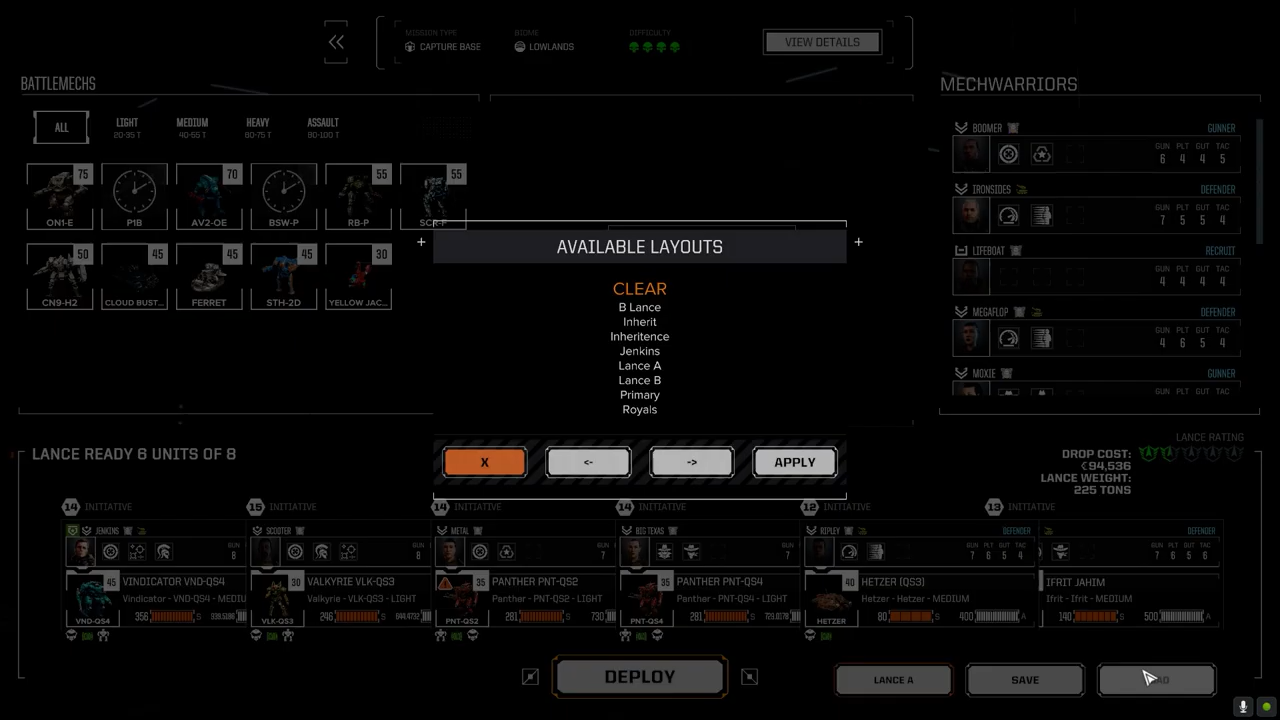 MISSION TYPE
CAPTURE BASE
BIOME
LOWLANDS
DIFFICULTY
VIEW DETAILS
BATTLEMECHS
ALL
LIGHT
20-35 T
MEDIUM
40-55 T
HEAVY
60-75 T
ASSAULT
80-100 T
75
ON1-E
P1B
70
AV2-OE
BSW-P
55
RB-P
55
SCR-F
50
CN9-H2
45
CLOUD BUST...
45
FERRET
45
STH-2D
30
YELLOW JAC...
MECHWARRIORS
BOOMER
GUNNER
GUN PLT GUT TAC
6 4 4 5
IRONSIDES
DEFENDER
GUN PLT GUT TAC
7 5 5 4
LIFEBOAT
RECRUIT
GUN PLT GUT TAC
4 4 4 4
MEGAFLOP
DEFENDER
GUN PLT GUT TAC
4 6 5 4
MOXIE
GUNNER
GUN PLT GUT TAC
AVAILABLE LAYOUTS
CLEAR
B Lance
Inherit
Inheritence
Jenkins
Lance A
Lance B
Primary
Royals
X
<-
->
APPLY
LANCE READY 6 UNITS OF 8
LANCE RATING
DROP COST:
¢94,536
LANCE WEIGHT:
225 TONS
14 INITIATIVE
JENKINS
GUN
8
45
VINDICATOR VND-QS4
Vindicator - VND-QS4 - MEDIU
VND-QS4
356
S
15 INITIATIVE
SCOOTER
GUN
8
30
VALKYRIE VLK-QS3
Valkyrie - VLK-QS3 - LIGHT
VLK-QS3
246
S
14 INITIATIVE
METAL
GUN
7
35
PANTHER PNT-QS2
Panther - PNT-QS2 - LIGHT
PNT-QS2
281
S
730
14 INITIATIVE
BIG TEXAS
GUN
7
35
PANTHER PNT-QS4
Panther - PNT-QS4 - LIGHT
PNT-QS4
281
S
12 INITIATIVE
RIPLEY
DEFENDER
GUN PLT GUT TAC
7 6 5 4
40
HETZER (QS3)
Hetzer - Hetzer - MEDIUM
HETZER
80
S
400
A
13 INITIATIVE
DEFENDER
GUN PLT GUT TAC
7 6 5 6
IFRIT JAHIM
Ifrit - Ifrit - MEDIUM
140
S
500
A
DEPLOY
LANCE A
SAVE